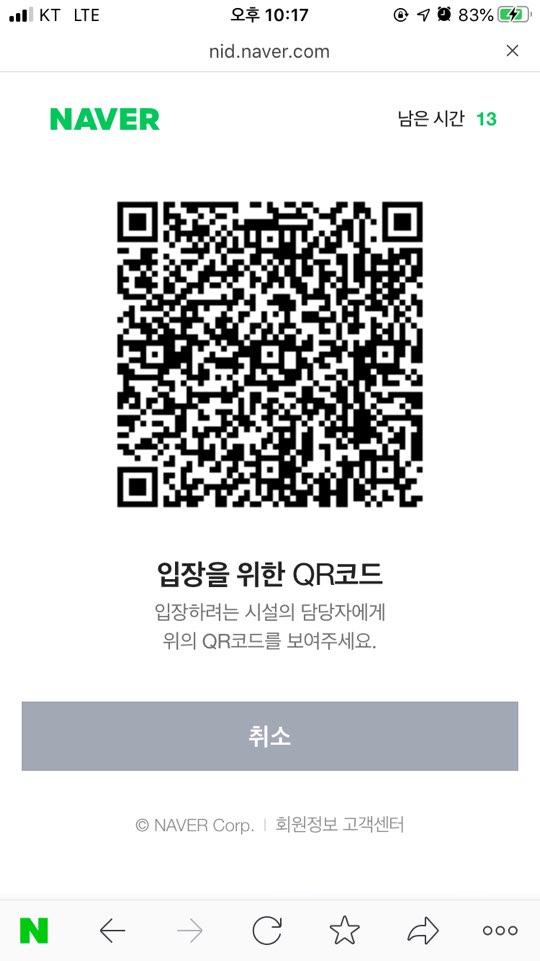 KT LTE 오후 10:17 83%
nid.naver.com
NAVER 남은 시간 13
입장을 위한 QR코드
입장하려는 시설의 담당자에게
위의 QR코드를 보여주세요.
취소
© NAVER Corp. | 회원정보 고객센터
N